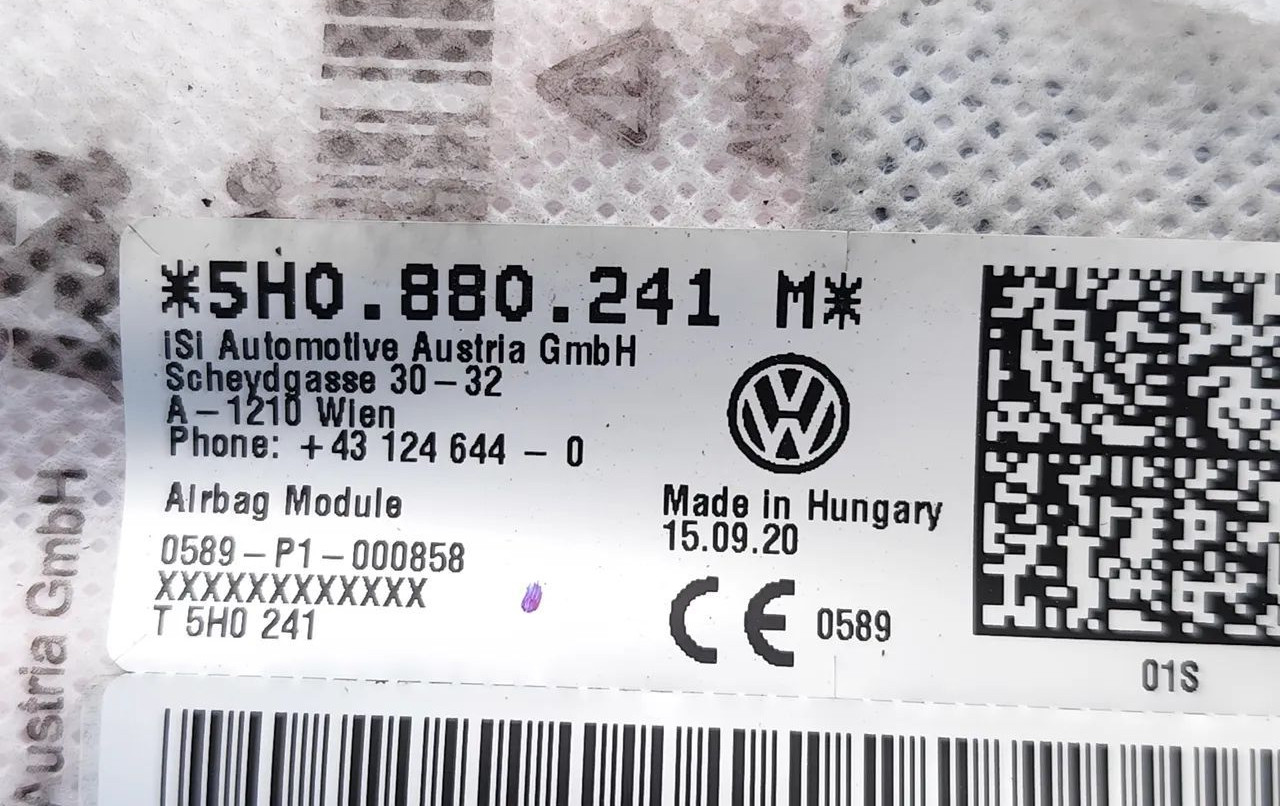 *5H0.880.241 M*
iSi Automotive Austria GmbH
Scheydgasse 30-32
A-1210 Wien
Phone: +43 124 644 - 0
Airbag Module
0589-P1-000858
XXXXXXXXXXXX
T 5H0 241
Made in Hungary
15.09.20
CE 0589
01S
Austria GmbH